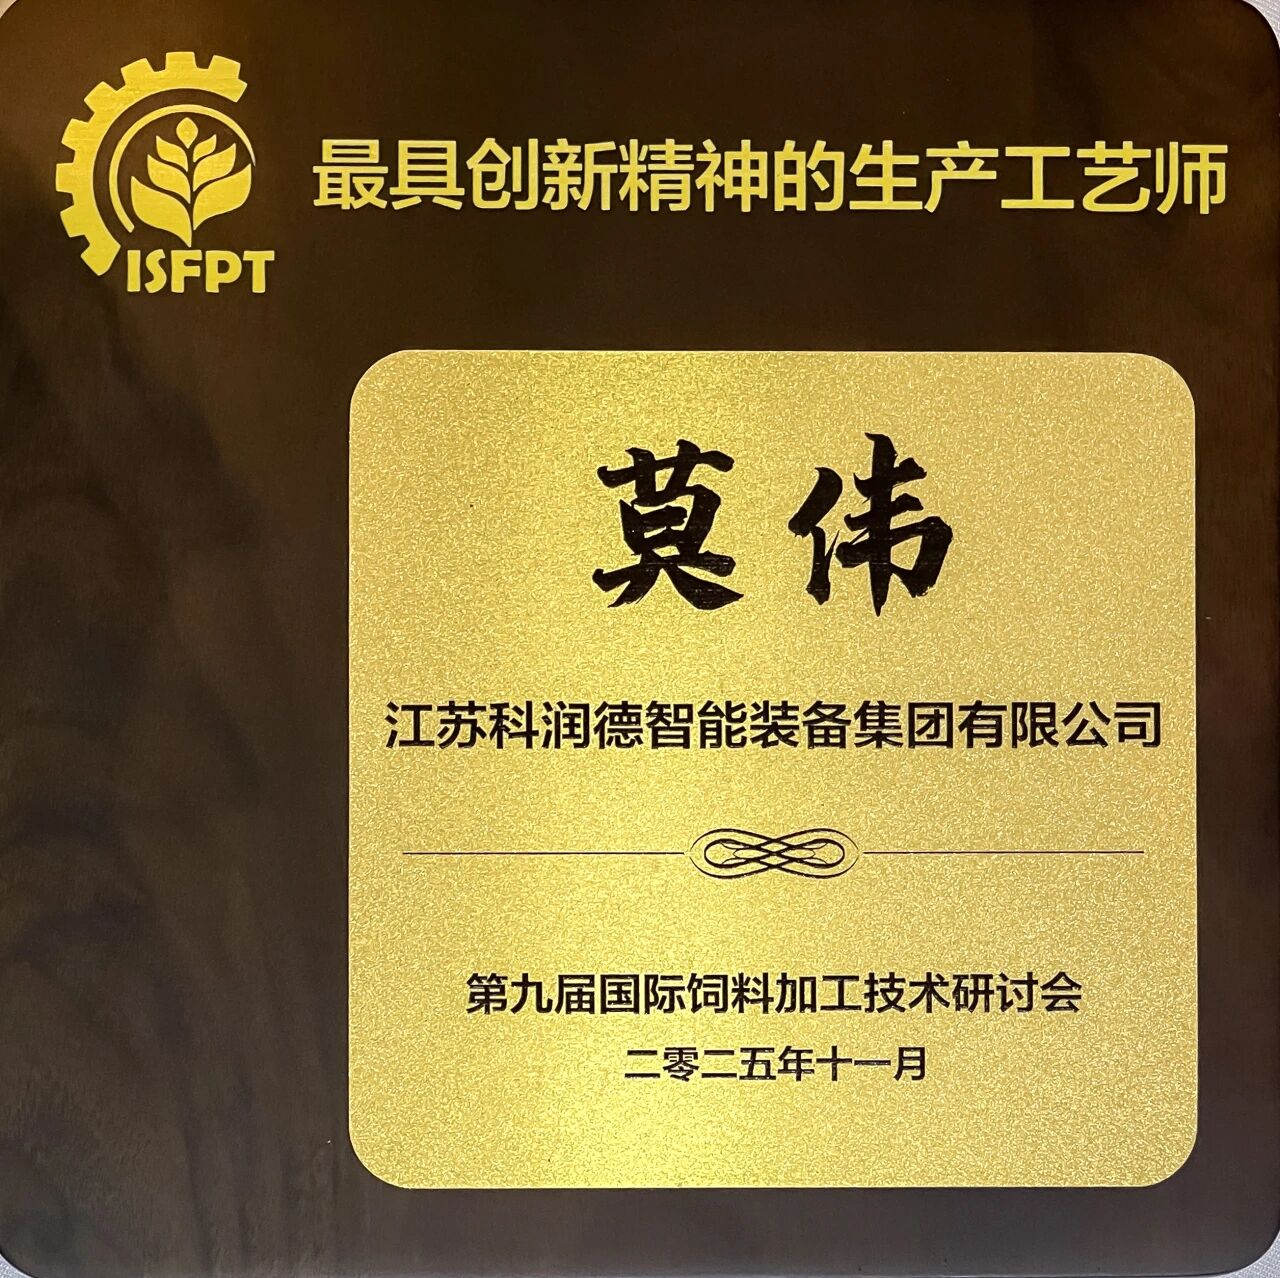 最具创新精神的生产工艺师
ISFPT
莫伟
江苏科润德智能装备集团有限公司
第九届国际饲料加工技术研讨会
二零二五年十一月